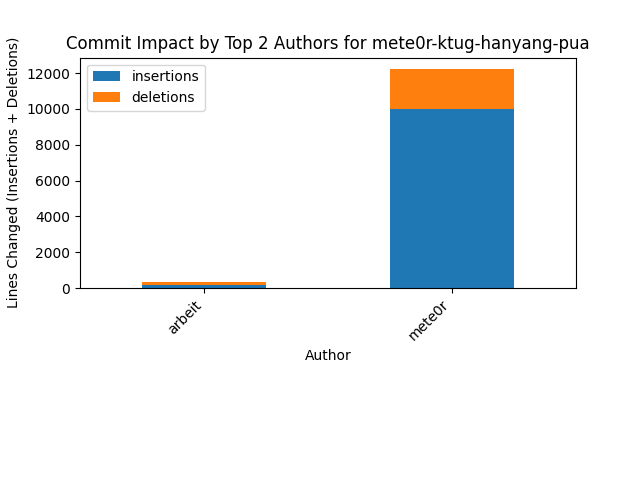 Commit Impact by Top 2 Authors for mete0r-ktug-hanyang-pua
Lines Changed (Insertions + Deletions)
12000
10000
8000
6000
4000
2000
0
insertions
deletions
arbeit
mete0r
Author